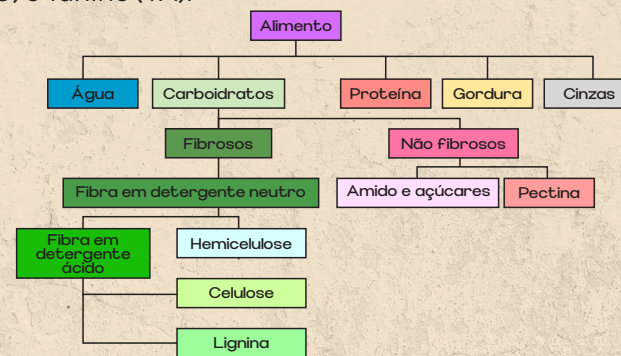 Alimento
Água Carboidratos Proteína Gordura Cinzas
Fibrosos Não fibrosos
Fibra em detergente neutro Amido e açúcares Pectina
Fibra em
detergente
ácido
Hemicelulose
Celulose
Lignina